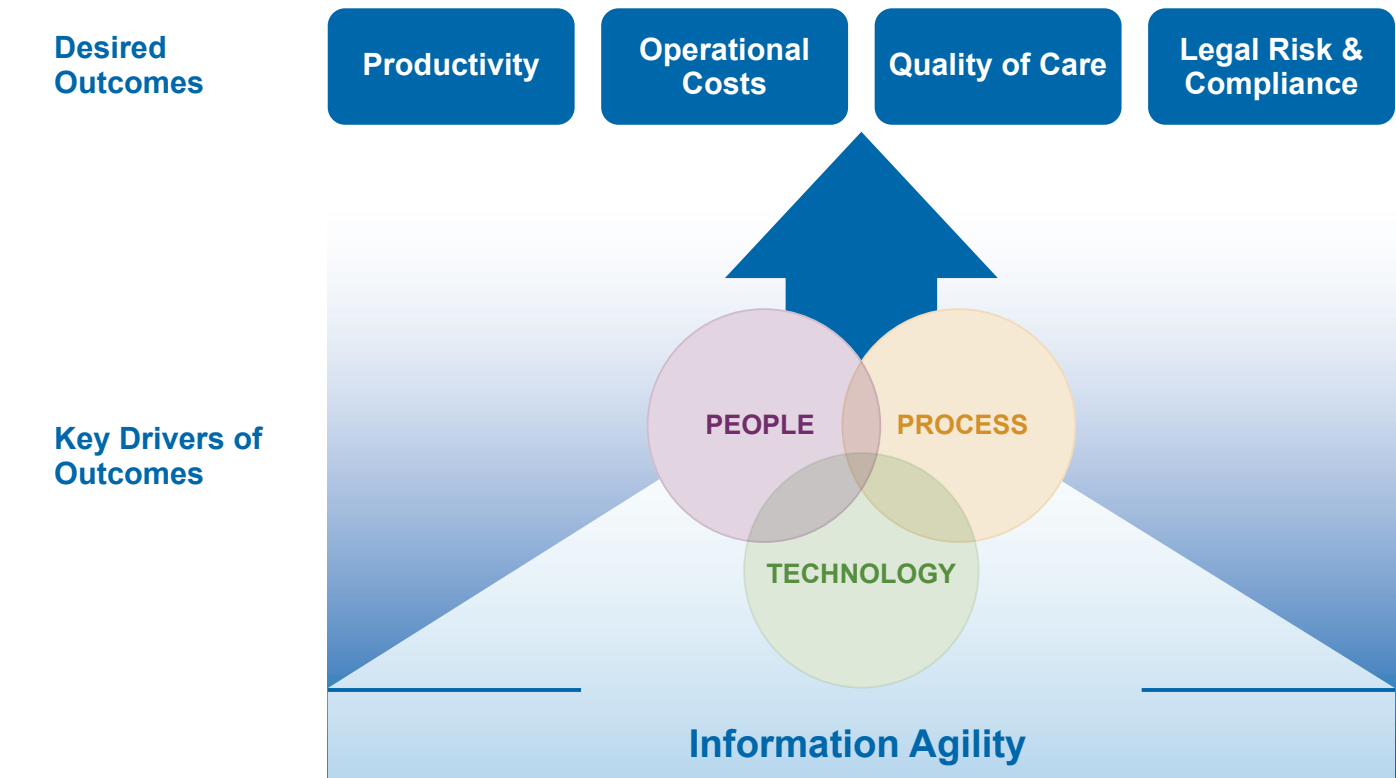 Desired
Outcomes
Productivity
Operational
Costs
Quality of Care
Legal Risk &
Compliance
Key Drivers of
Outcomes
PEOPLE
PROCESS
TECHNOLOGY
Information Agility